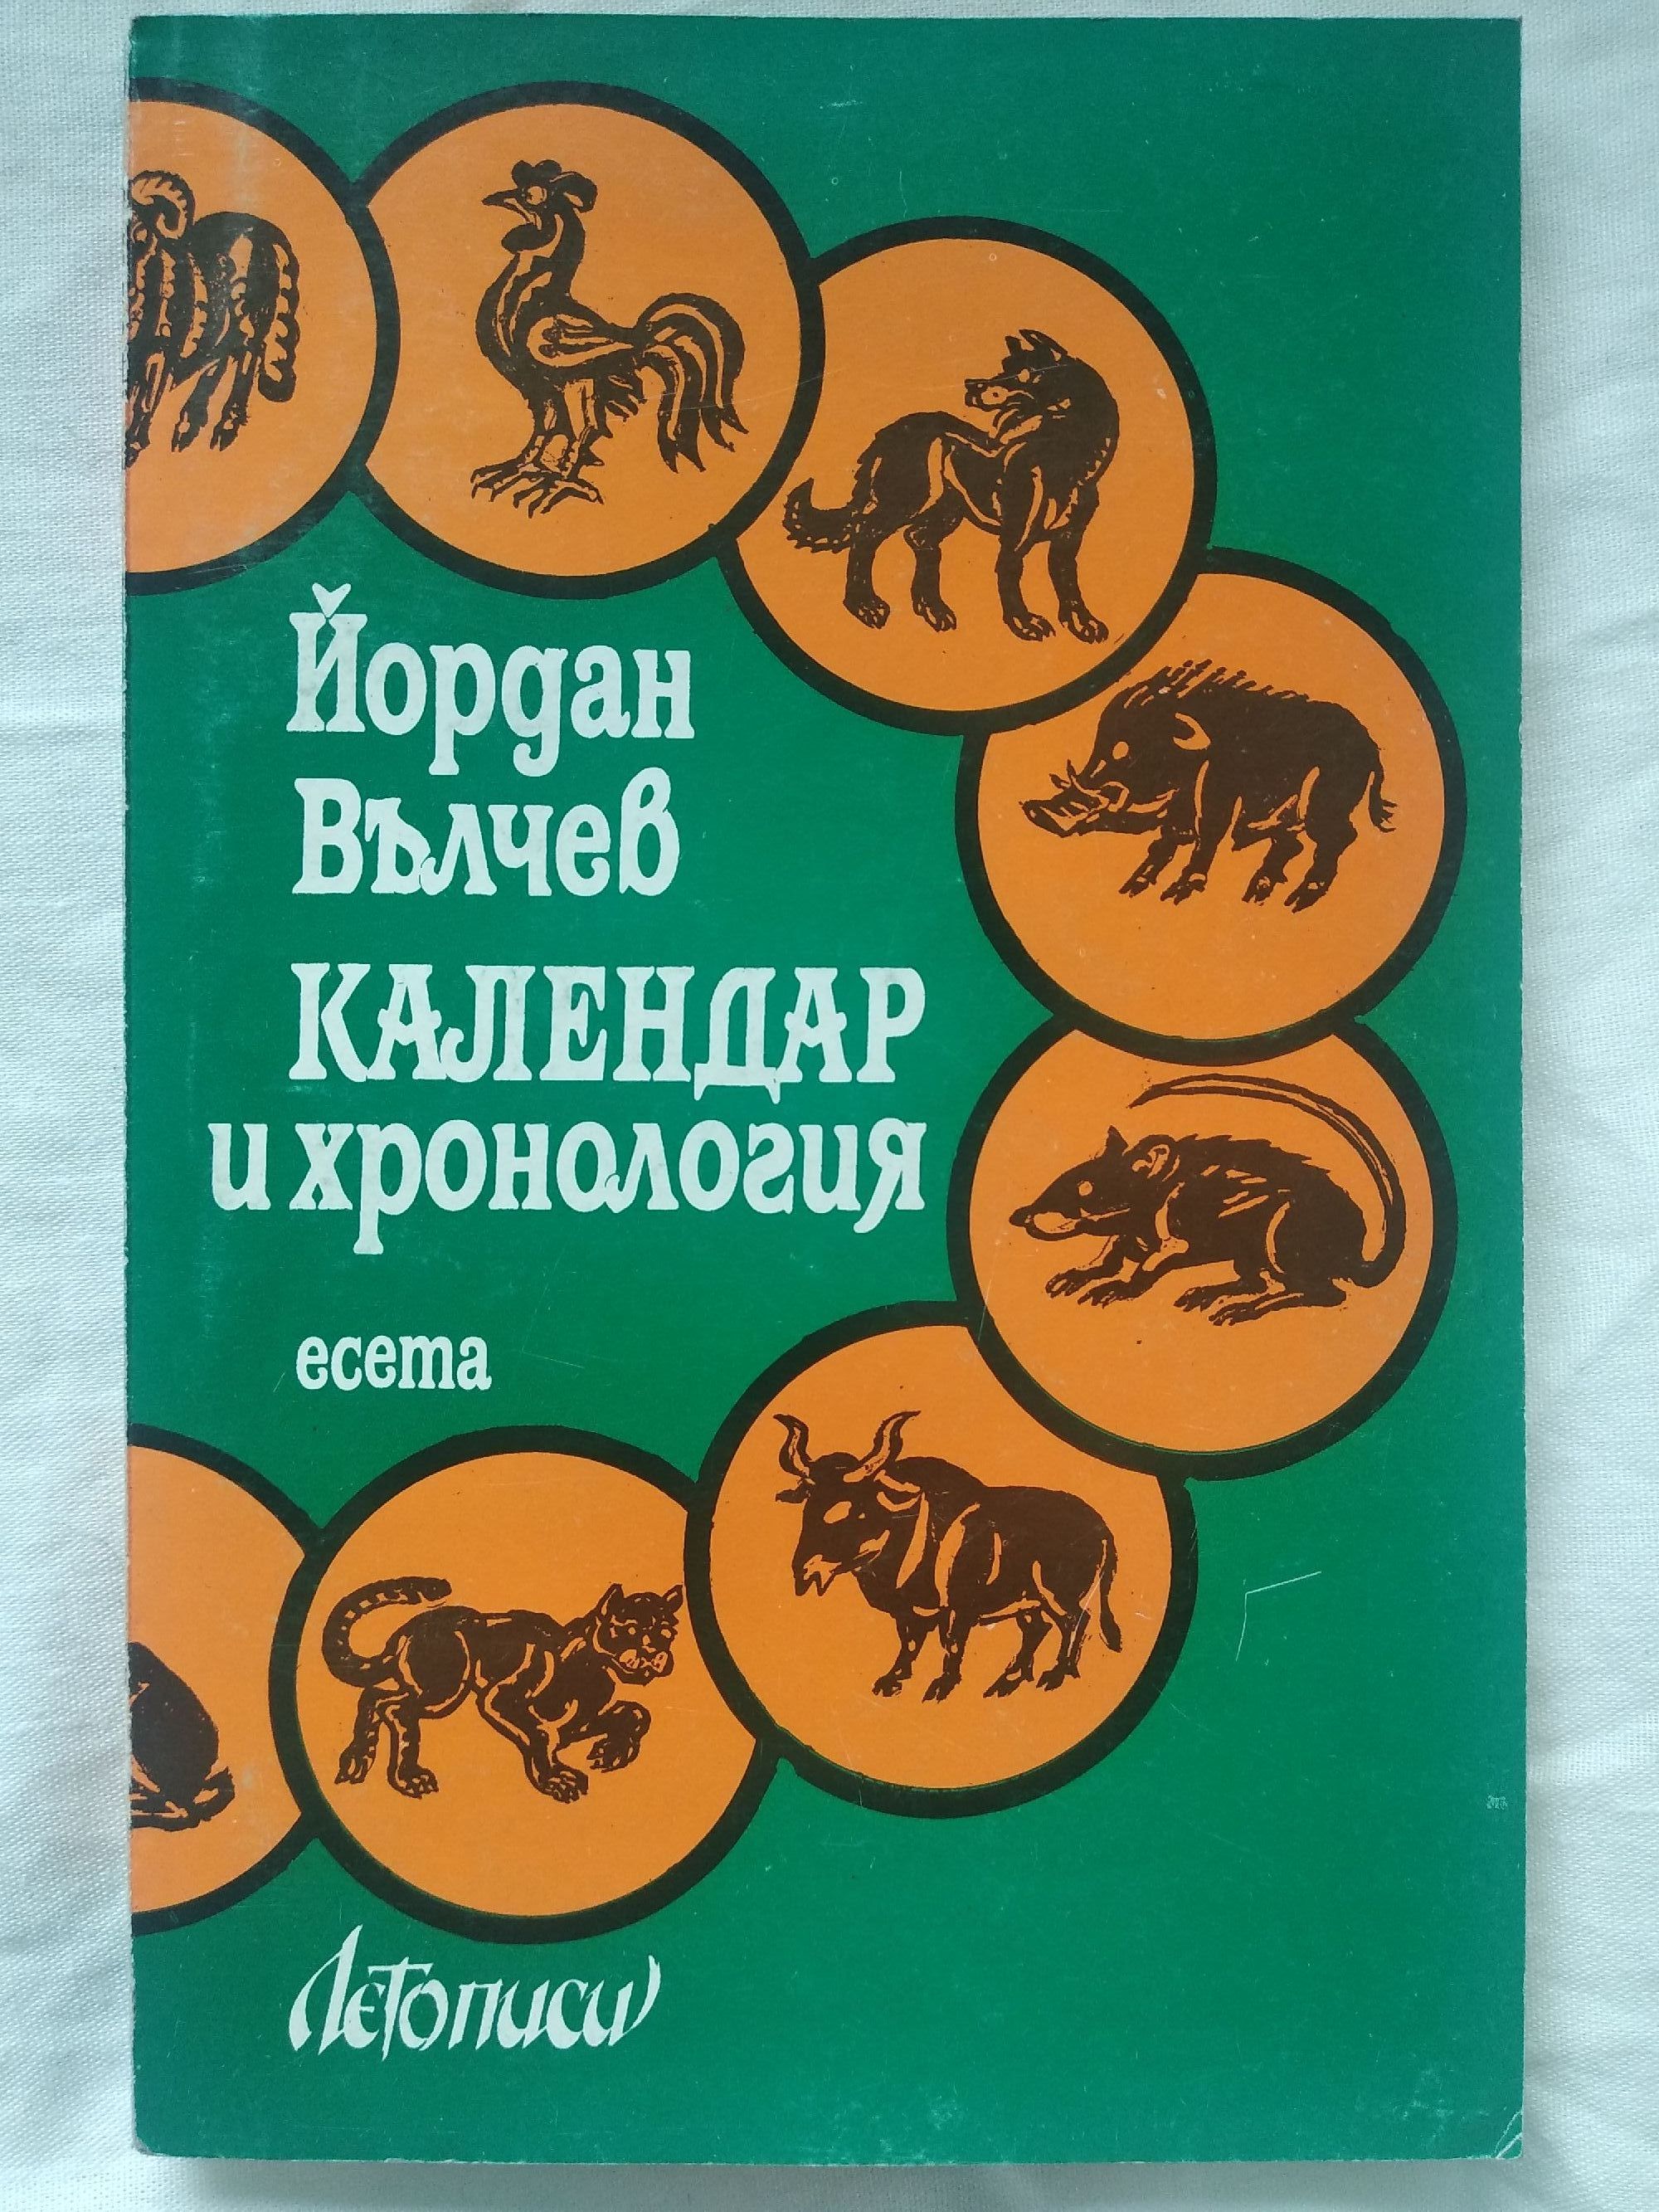 Йордан
Вълчев
КАЛЕНДАР
и хронология
есета
Летописи